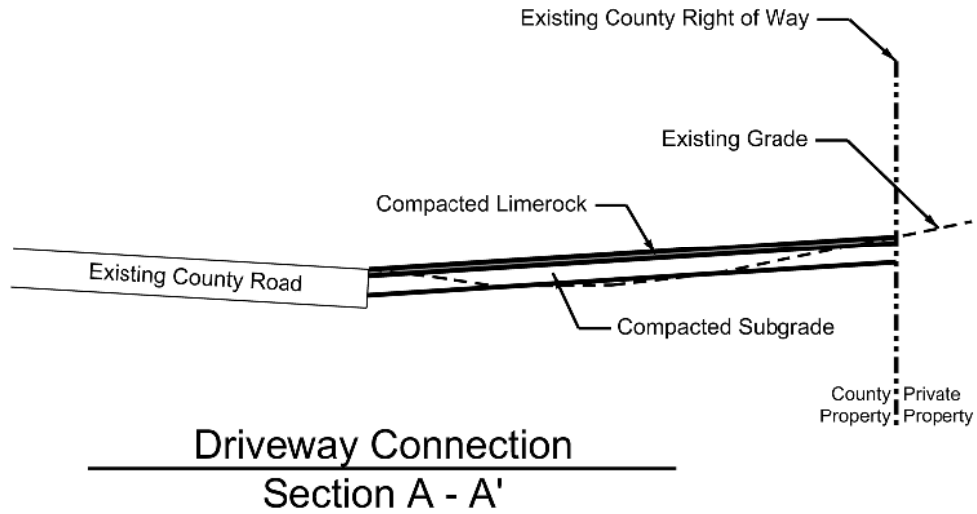 Existing County Right of Way
Existing Grade
Compacted Limerock
Existing County Road
Compacted Subgrade
County Private
Property Property
Driveway Connection
Section A - A'